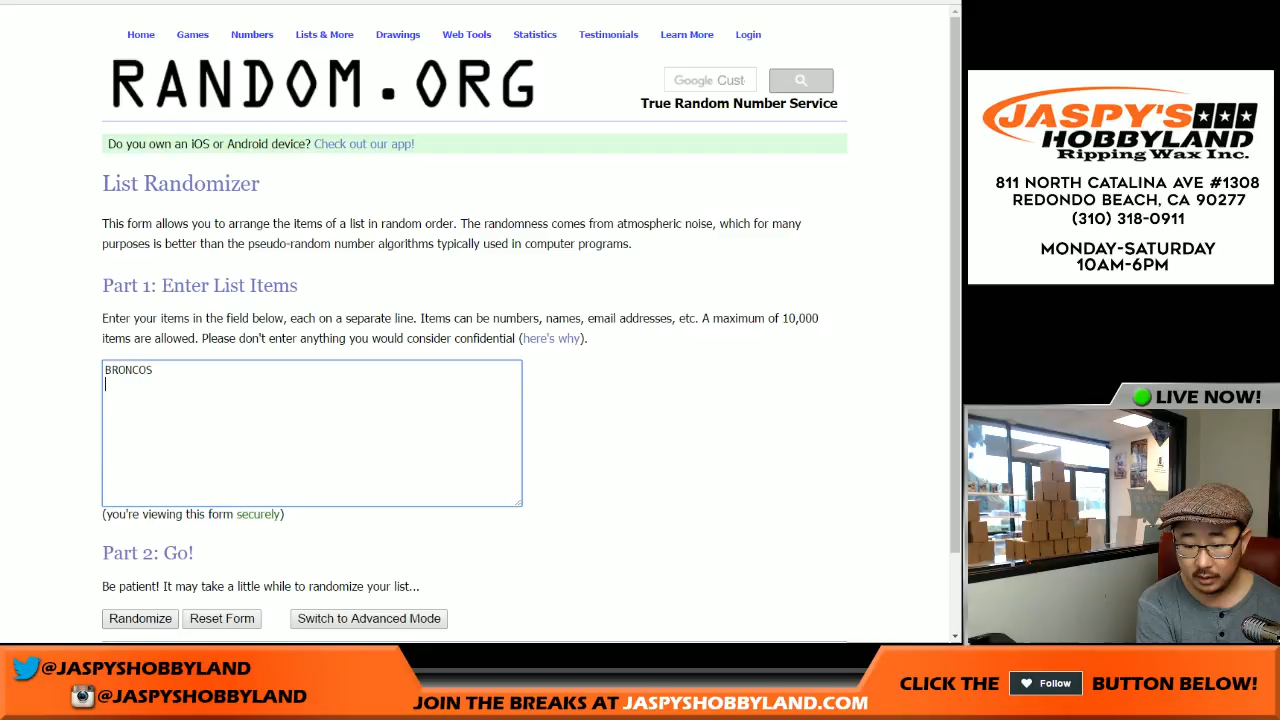 Home Games Numbers Lists & More Drawings Web Tools Statistics Testimonials Learn More Login
RANDOM.ORG
Google Cust
True Random Number Service
Do you own an iOS or Android device? Check out our app!
List Randomizer
This form allows you to arrange the items of a list in random order. The randomness comes from atmospheric noise, which for many
purposes is better than the pseudo-random number algorithms typically used in computer programs.
Part 1: Enter List Items
Enter your items in the field below, each on a separate line. Items can be numbers, names, email addresses, etc. A maximum of 10,000
items are allowed. Please don't enter anything you would consider confidential (here's why).
BRONCOS
(you're viewing this form securely)
Part 2: Go!
Be patient! It may take a little while to randomize your list...
Randomize Reset Form Switch to Advanced Mode
JASPY'S
HOBBYLAND
Ripping Wax Inc.
811 NORTH CATALINA AVE #1308
REDONDO BEACH, CA 90277
(310) 318-0911
MONDAY-SATURDAY
10AM-6PM
LIVE NOW!
@JASPYSHOBBYLAND
@JASPYSHOBBYLAND
JOIN THE BREAKS AT JASPYSHOBBYLAND.COM
CLICK THE Follow BUTTON BELOW!